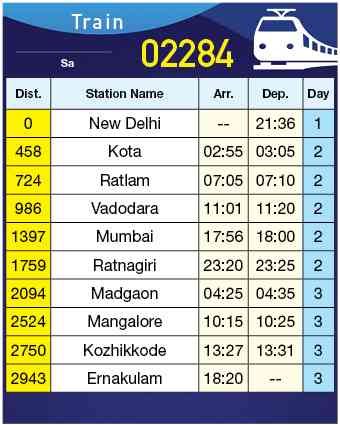 Train
Sa 02284
Dist. Station Name Arr. Dep. Day
0 New Delhi -- 21:36 1
458 Kota 02:55 03:05 2
724 Ratlam 07:05 07:10 2
986 Vadodara 11:01 11:20 2
1397 Mumbai 17:56 18:00 2
1759 Ratnagiri 23:20 23:25 2
2094 Madgaon 04:25 04:35 3
2524 Mangalore 10:15 10:25 3
2750 Kozhikkode 13:27 13:31 3
2943 Ernakulam 18:20 -- 3